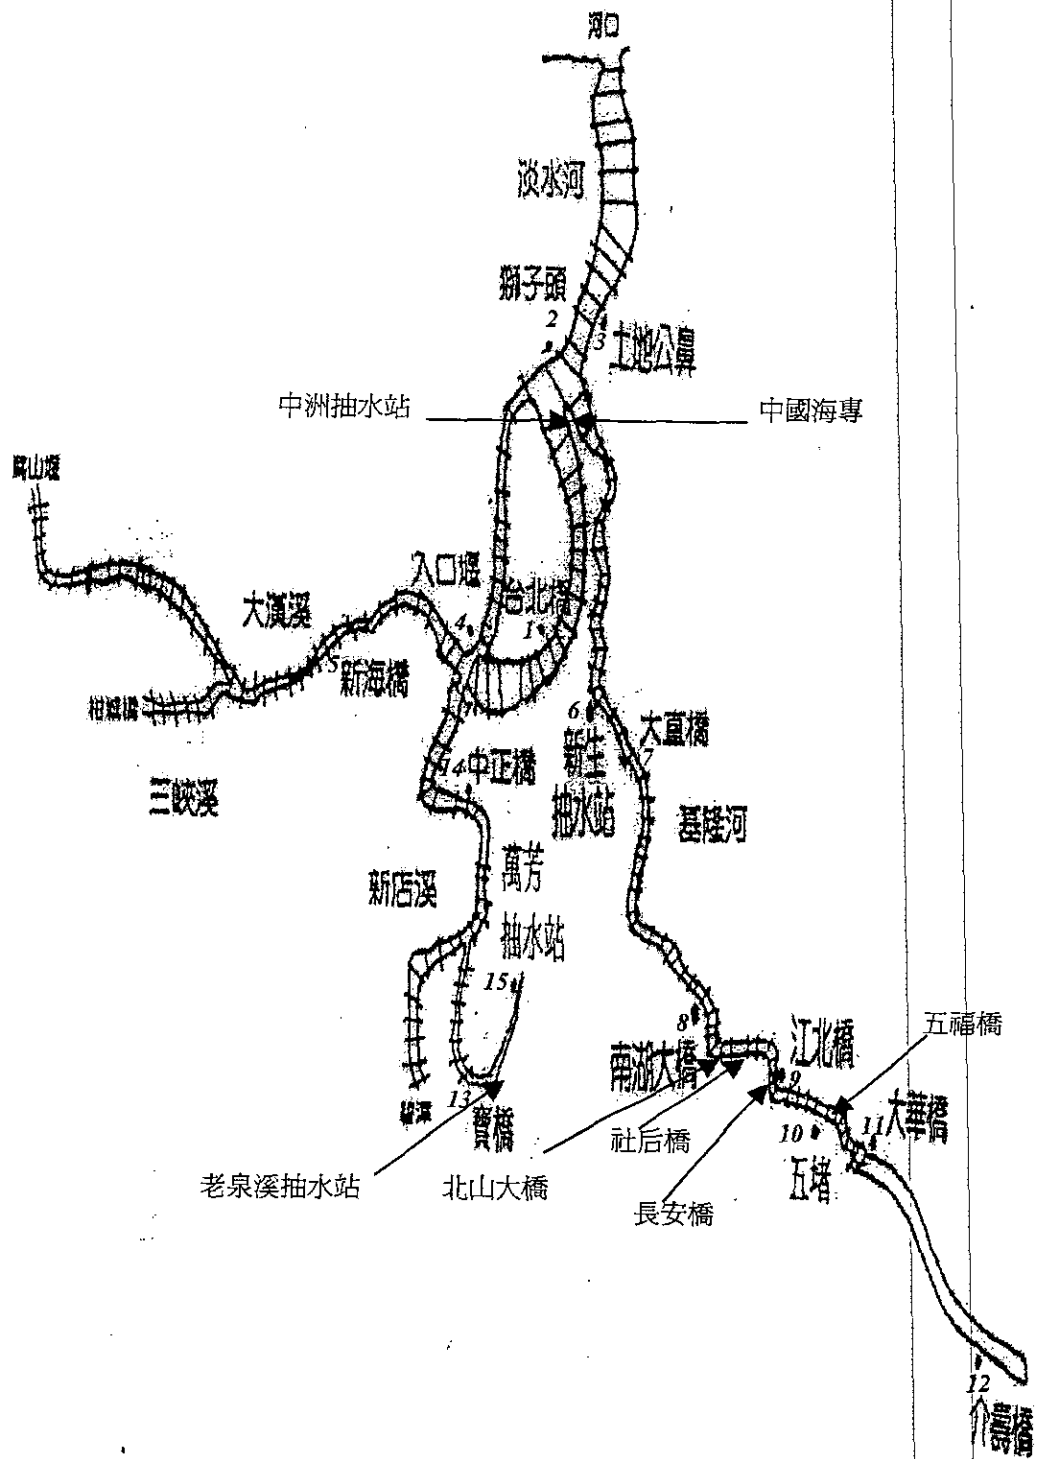 河口
淡水河
獅子頭
2
3
土地公鼻
中洲抽水站
中國海專
鳶山堰
入口堰
大漢溪
台北橋
4
1
5
新海橋
柑城橋
三峽溪
6
新生
抽水站
大直橋
7
14
中正橋
基隆河
新店溪
萬芳
抽水站
15
8
南湖大橋
江北橋
五福橋
9
碧潭
13
寶橋
社后橋
10
11
大華橋
五堵
老泉溪抽水站
北山大橋
長安橋
12
介壽橋